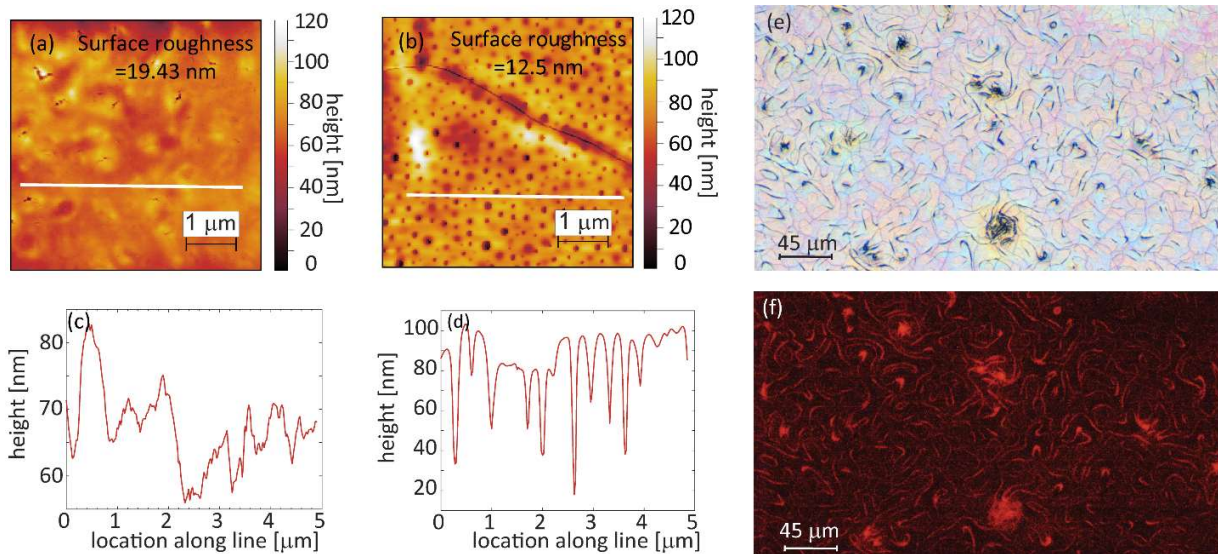 (a) Surface roughness
=19.43 nm
1 μm
120
100
80
60
40
20
0
height [nm]
(b) Surface roughness
=12.5 nm
1 μm
120
100
80
60
40
20
0
height [nm]
(e)
45 μm
(c)
80
70
60
height [nm]
0 1 2 3 4 5
location along line [μm]
(d)
100
80
60
40
20
0
height [nm]
0 1 2 3 4 5
location along line [μm]
(f)
45 μm